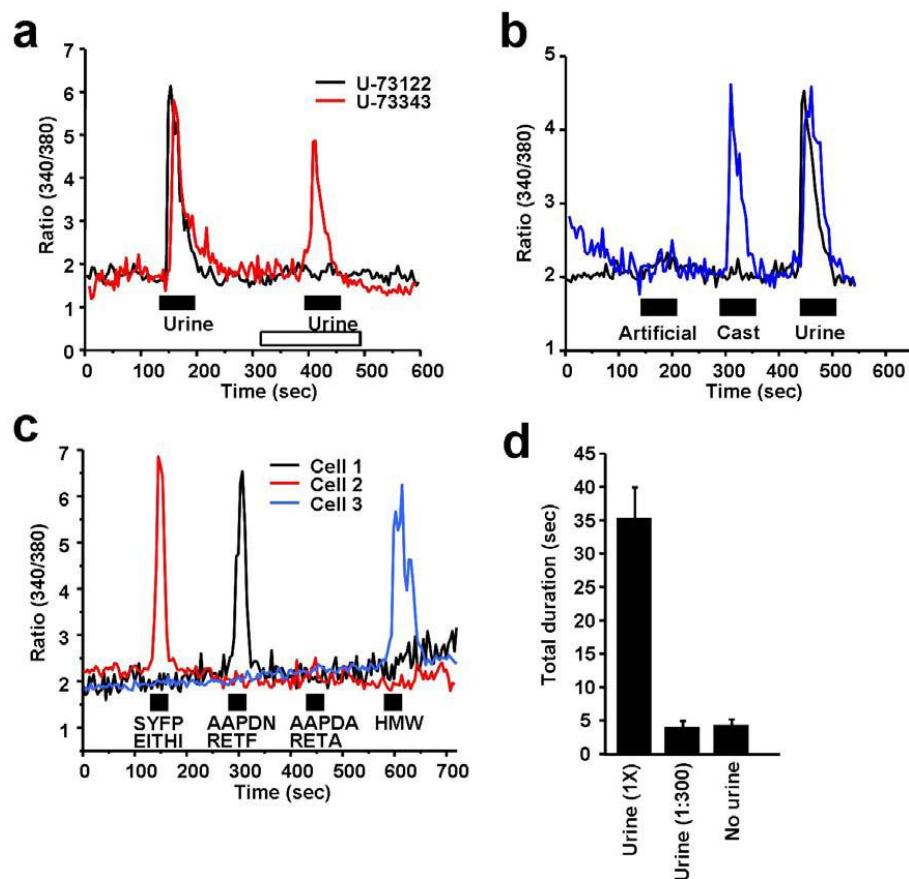 a
7
6
5
4
3
2
1
0
Ratio (340/380)
U-73122
U-73343
Urine
Urine
0 100 200 300 400 500 600
Time (sec)
b
5
4
3
2
1
Ratio (340/380)
Artificial Cast Urine
0 100 200 300 400 500 600
Time (sec)
c
7
6
5
4
3
2
1
Ratio (340/380)
Cell 1
Cell 2
Cell 3
SYFP AAPDN AAPDA HMW
EITHI RETF RETA
0 100 200 300 400 500 600 700
Time (sec)
d
45
40
35
30
25
20
15
10
5
0
Total duration (sec)
Urine (1X)
Urine (1:300)
No urine